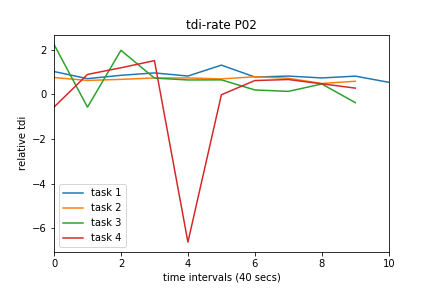 tdi-rate P02
relative tdi
2
0
−2
−4
−6
task 1
task 2
task 3
task 4
0 2 4 6 8 10
time intervals (40 secs)